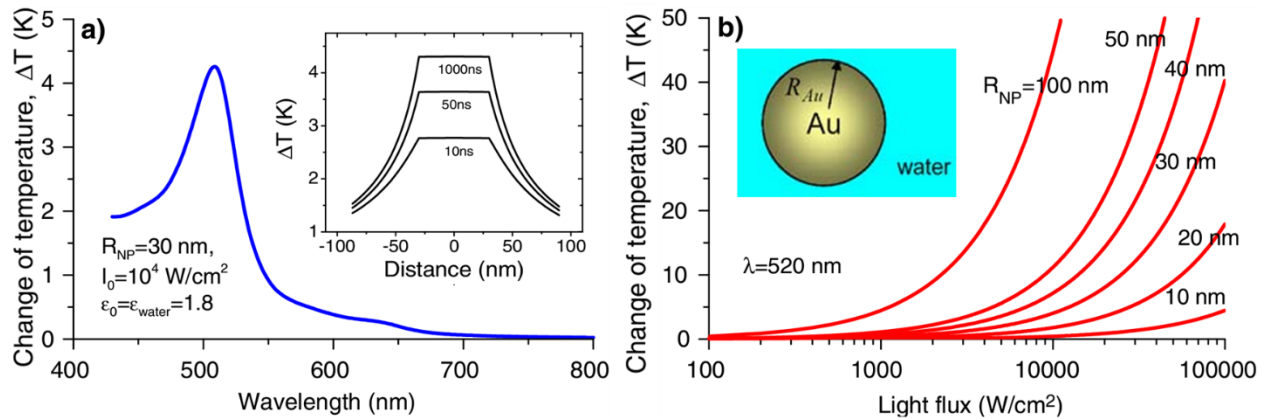 a)
Change of temperature, ΔT (K)
5
4
3
2
1
0
400
500
600
700
800
Wavelength (nm)
R_NP=30 nm,
I_0=10^4 W/cm^2
ε_0=ε_water=1.8
ΔT (K)
4
3
2
1
1000ns
50ns
10ns
-100
-50
0
50
100
Distance (nm)
b)
Change of temperature, ΔT (K)
50
40
30
20
10
0
100
1000
10000
100000
Light flux (W/cm²)
R_Au
Au
water
λ=520 nm
R_NP=100 nm
50 nm
40 nm
30 nm
20 nm
10 nm